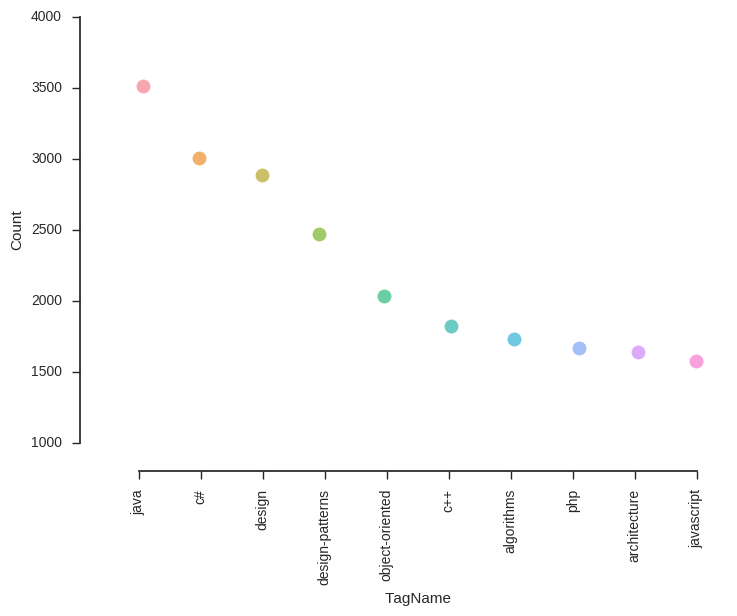 4000
3500
3000
2500
2000
1500
1000
Count
java
c#
design
design-patterns
object-oriented
c++
algorithms
php
architecture
javascript
TagName